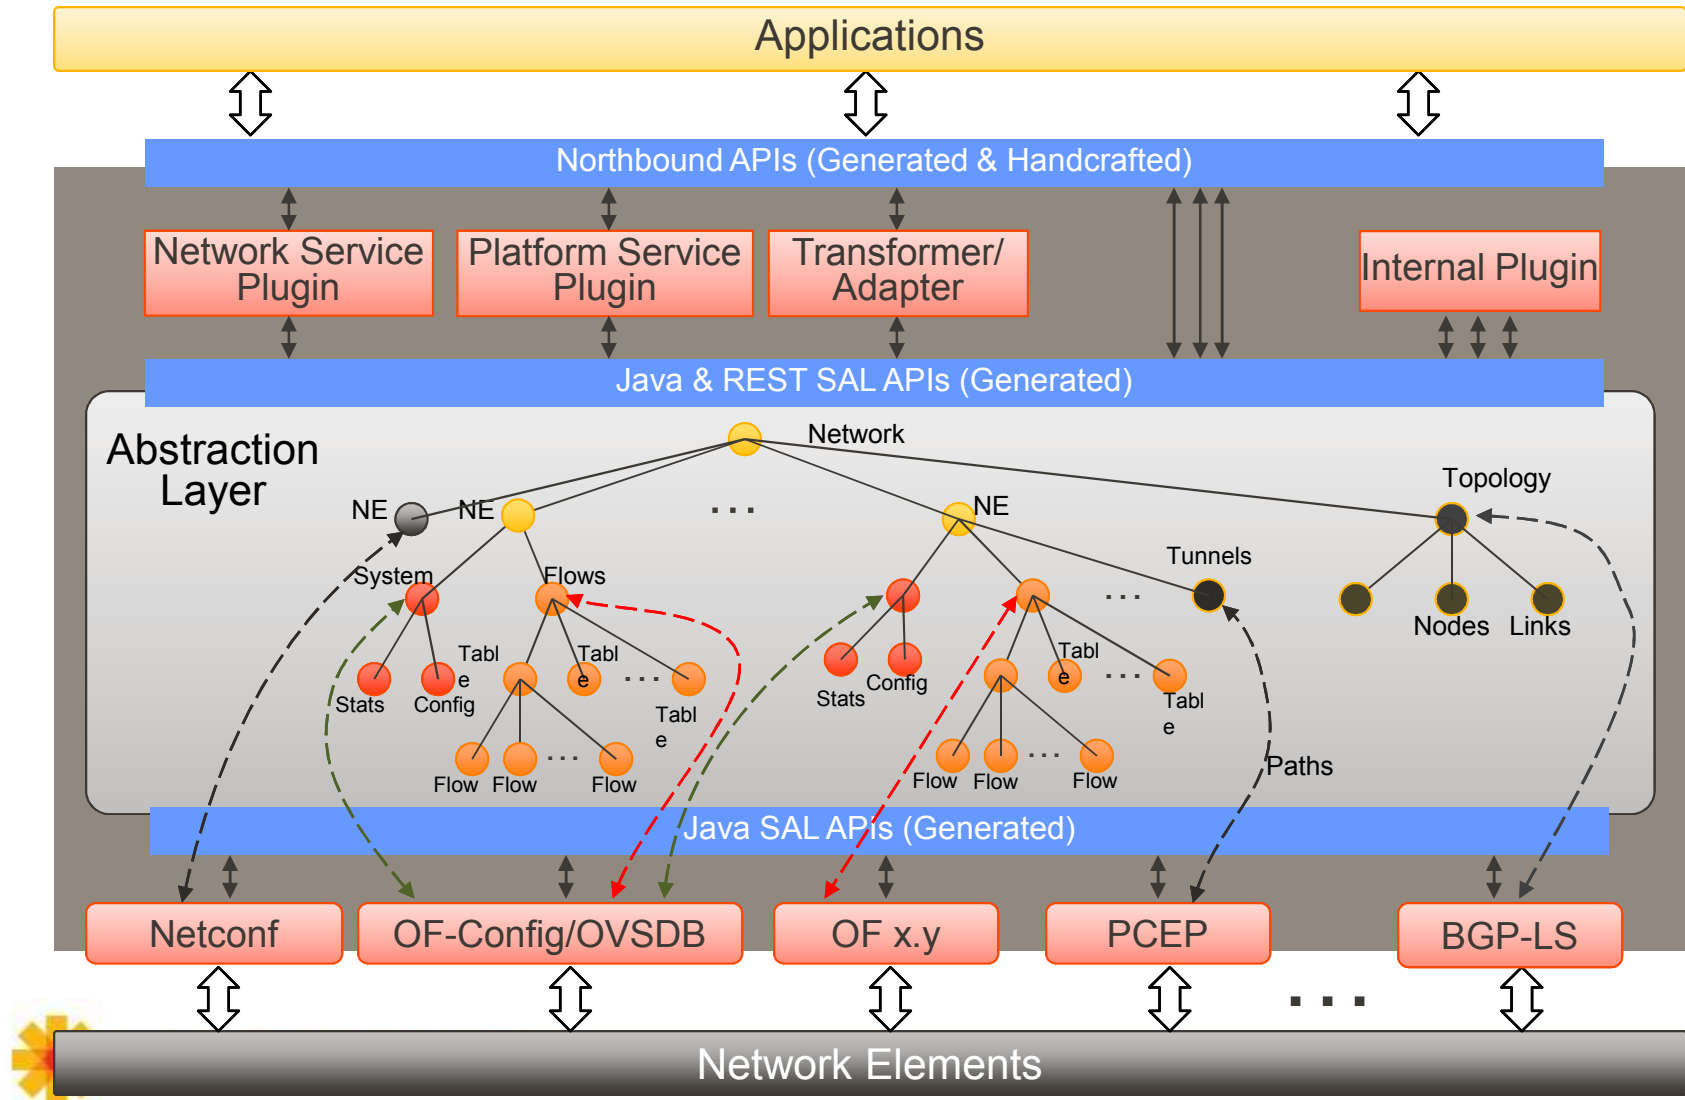 Applications
Northbound APIs (Generated & Handcrafted)
Network Service
Plugin
Platform Service
Plugin
Transformer/
Adapter
Internal Plugin
Java & REST SAL APIs (Generated)
Abstraction
Layer
Network
Topology
NE
NE
...
NE
System
Flows
Tunnels
...
Nodes
Links
Tabl
e
Tabl
e
...
Tabl
e
Stats
Config
Stats
Config
Tabl
e
...
Tabl
e
Flow
Flow
...
Flow
Flow
Flow
...
Flow
Paths
Java SAL APIs (Generated)
Netconf
OF-Config/OVSDB
OF x.y
PCEP
BGP-LS
...
Network Elements